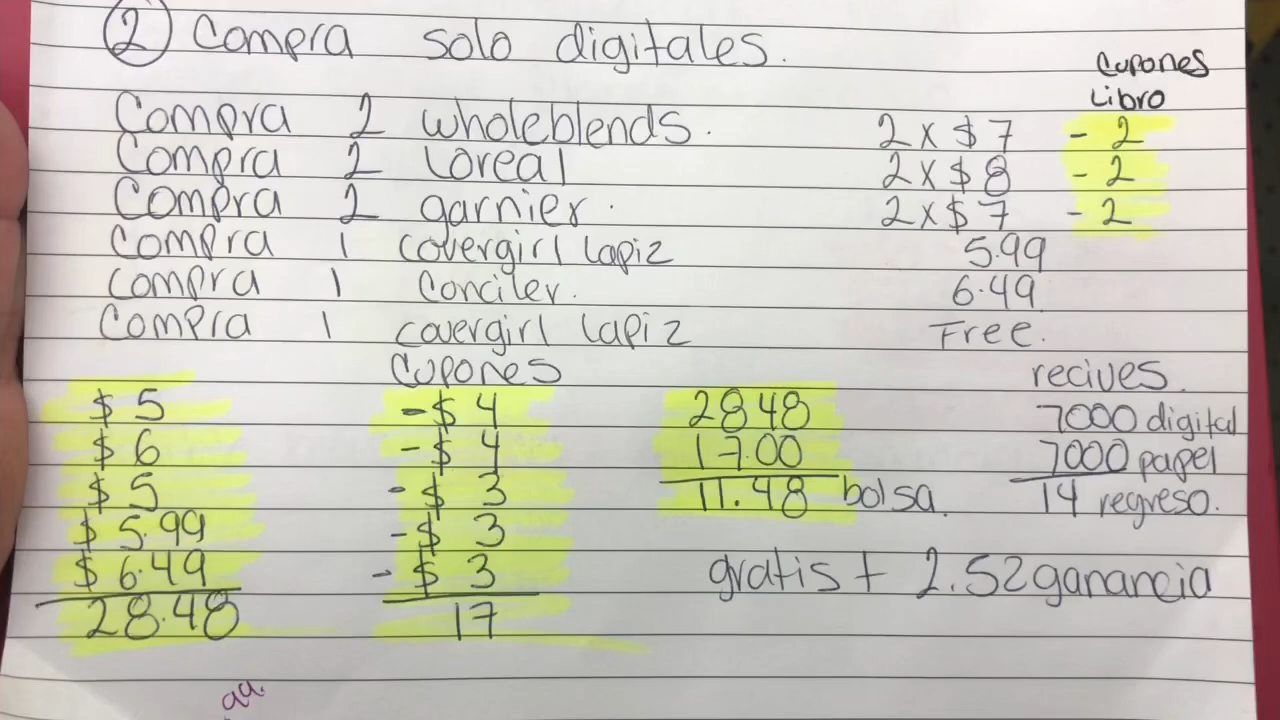 ② Compra solo digitales.
Cupones
Libro
Compra 2 wholeblends. 2 x $7 - 2
Compra 2 Loreal 2 x $8 - 2
Compra 2 garnier. 2 x $7 - 2
Compra 1 covergirl lapiz 5.99
Compra 1 Conciler. 6.49
Compra 1 covergirl lapiz Free.
Cupones recives.
$5 -$4 28.48 7000 digital
$6 -$4 17.00 7000 papel
$5 -$3 11.48 bolsa. 14 regreso.
$5.99 -$3
$6.49 -$3 gratis + 2.52 ganancia
28.48 17
99.